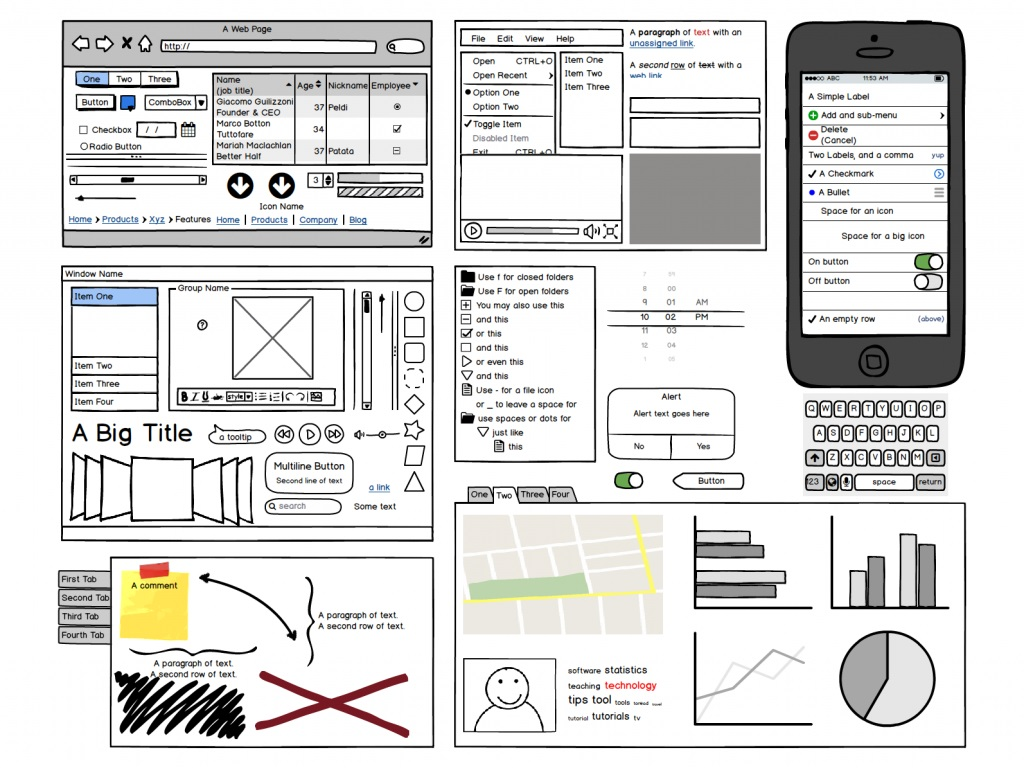 A Web Page
http://
One Two Three
Button ComboBox
Checkbox / /
Radio Button
Name
(job title) Age Nickname Employee
Giacomo Guilizzoni
Founder & CEO 37 Peldi
Marco Botton
Tuttofare 34
Mariah Maclachlan
Better Half 37 Patata
3
Icon Name
Home Products Xyz Features Home Products Company Blog
File Edit View Help
Open CTRL+O
Open Recent
Option One
Option Two
Toggle Item
Disabled Item
Exit CTRL+Q
Item One
Item Two
Item Three
A paragraph of text with an
unassigned link.
A second row of text with a
web link
ABC 11:53 AM
A Simple Label
Add and sub-menu
Delete
(Cancel)
Two Labels, and a comma yup
A Checkmark
A Bullet
Space for an icon
Space for a big icon
On button
Off button
An empty row (above)
Window Name
Item One
Item Two
Item Three
Item Four
Group Name
?
B I U abc style
A Big Title
a tooltip
Multiline Button
Second line of text
search
a link
Some text
Use f for closed folders
Use F for open folders
You may also use this
and this
or this
and this
or even this
and this
Use - for a file icon
or _ to leave a space for
use spaces or dots for
just like
this
8 00
9 01 AM
10 02 PM
11 03
12 04
Alert
Alert text goes here
No Yes
Button
Q W E R T Y U I O P
A S D F G H J K L
Z X C V B N M
123 space return
First Tab
Second Tab
Third Tab
Fourth Tab
A comment
A paragraph of text.
A second row of text.
A paragraph of text.
A second row of text.
One Two Three Four
software statistics
teaching technology
tips tool tools toread travel
tutorial tutorials tv